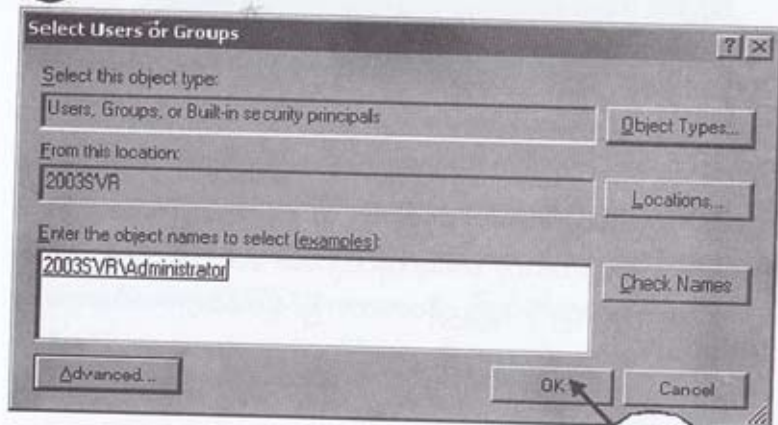 Select Users or Groups
Select this object type:
Users, Groups, or Built-in security principals
Object Types...
From this location:
2003SVR
Locations...
Enter the object names to select (examples):
2003SVR\Administrator
Check Names
Advanced...
OK
Cancel